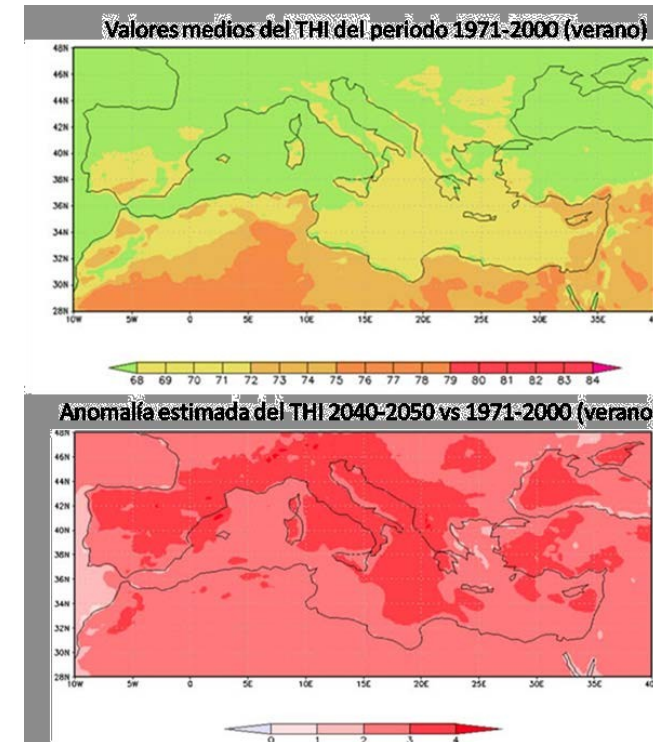 Valores medios del THI del periodo 1971-2000 (verano)
48N
46N
44N
42N
40N
38N
36N
34N
32N
30N
28N
10W 5W 0 5E 10E 15E 20E 25E 30E 35E
68 69 70 71 72 73 74 75 76 78 79 80 81 82 83 84
Anomalía estimada del THI 2040-2050 vs 1971-2000 (verano
48N
46N
44N
42N
40N
38N
36N
34N
32N
30N
28N
10W 5W 0 5E 10E 15E 20E 25E 30E 35E
0 1 2 3 4